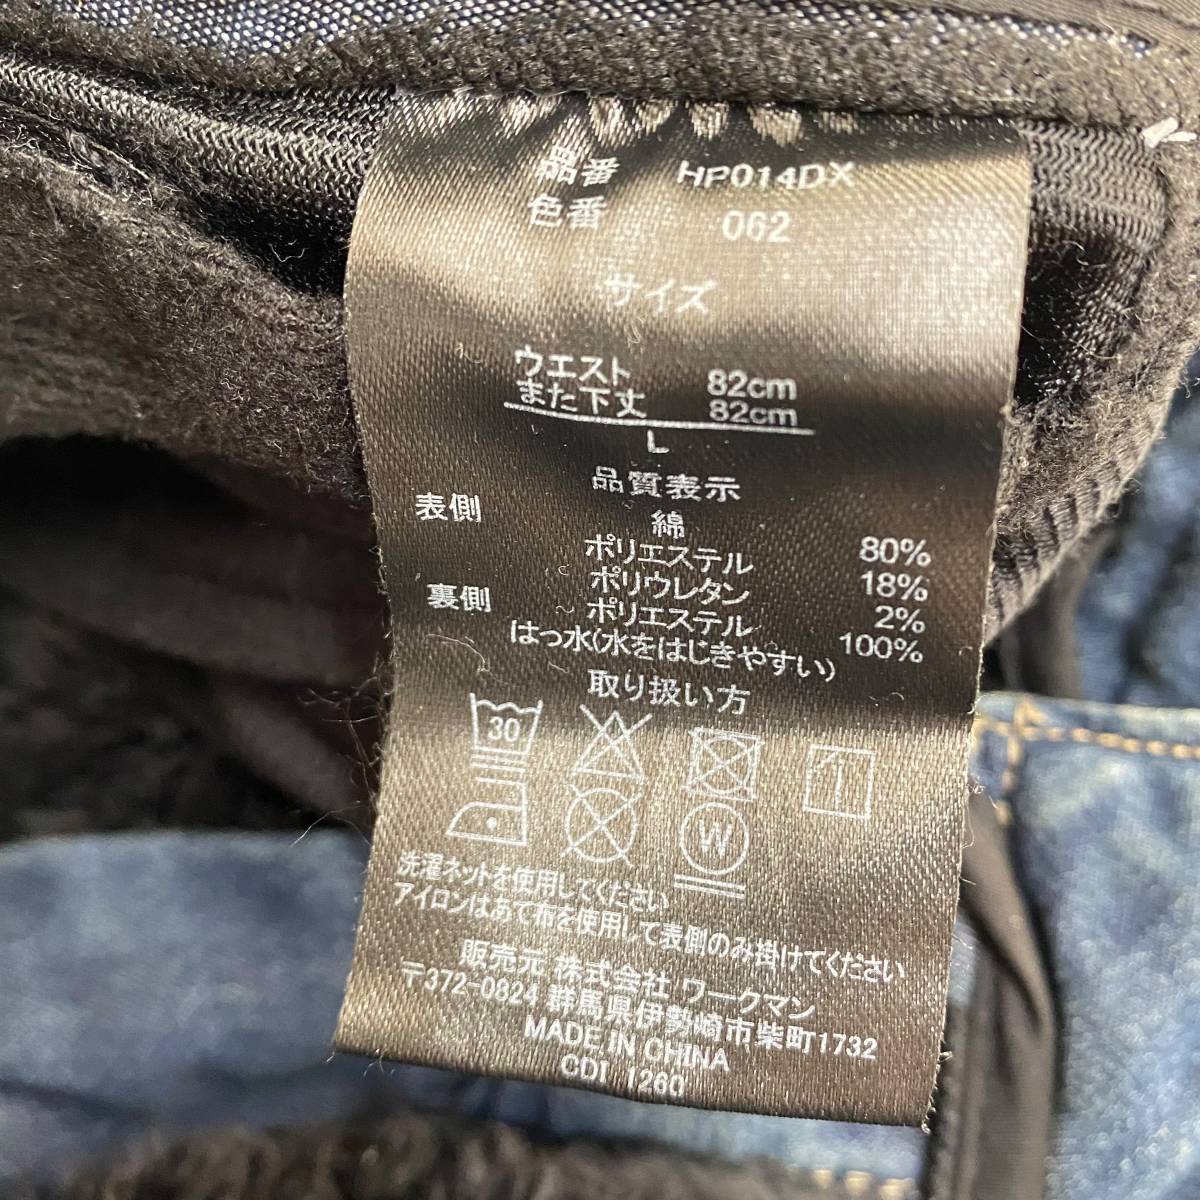 品番 HP014DX
色番 062
サイズ
ウエスト 82cm
また下丈 82cm
L
品質表示
表側
綿 80%
ポリエステル 18%
ポリウレタン 2%
裏側 ポリエステル 100%
はっ水(水をはじきやすい)
取り扱い方
30
W
洗濯ネットを使用してください
アイロンはあて布を使用して表側のみ掛けてください
販売元 株式会社 ワークマン
〒372-0824 群馬県伊勢崎市柴町1732
MADE IN CHINA
CDI 1260